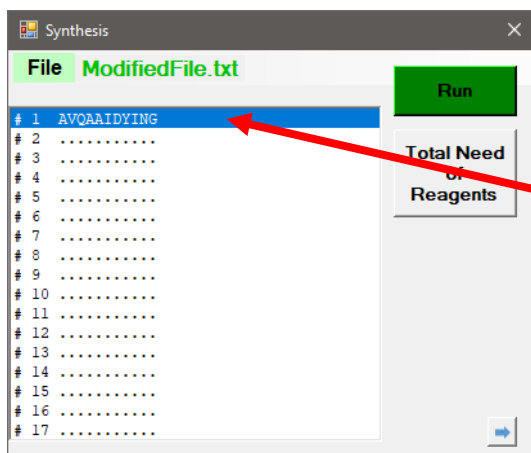 Synthesis
File ModifiedFile.txt
Run
Total Need
of
Reagents
# 1 AVQAAIDYING
# 2 ...........
# 3 ...........
# 4 ...........
# 5 ...........
# 6 ...........
# 7 ...........
# 8 ...........
# 9 ...........
# 10 ...........
# 11 ...........
# 12 ...........
# 13 ...........
# 14 ...........
# 15 ...........
# 16 ...........
# 17 ...........